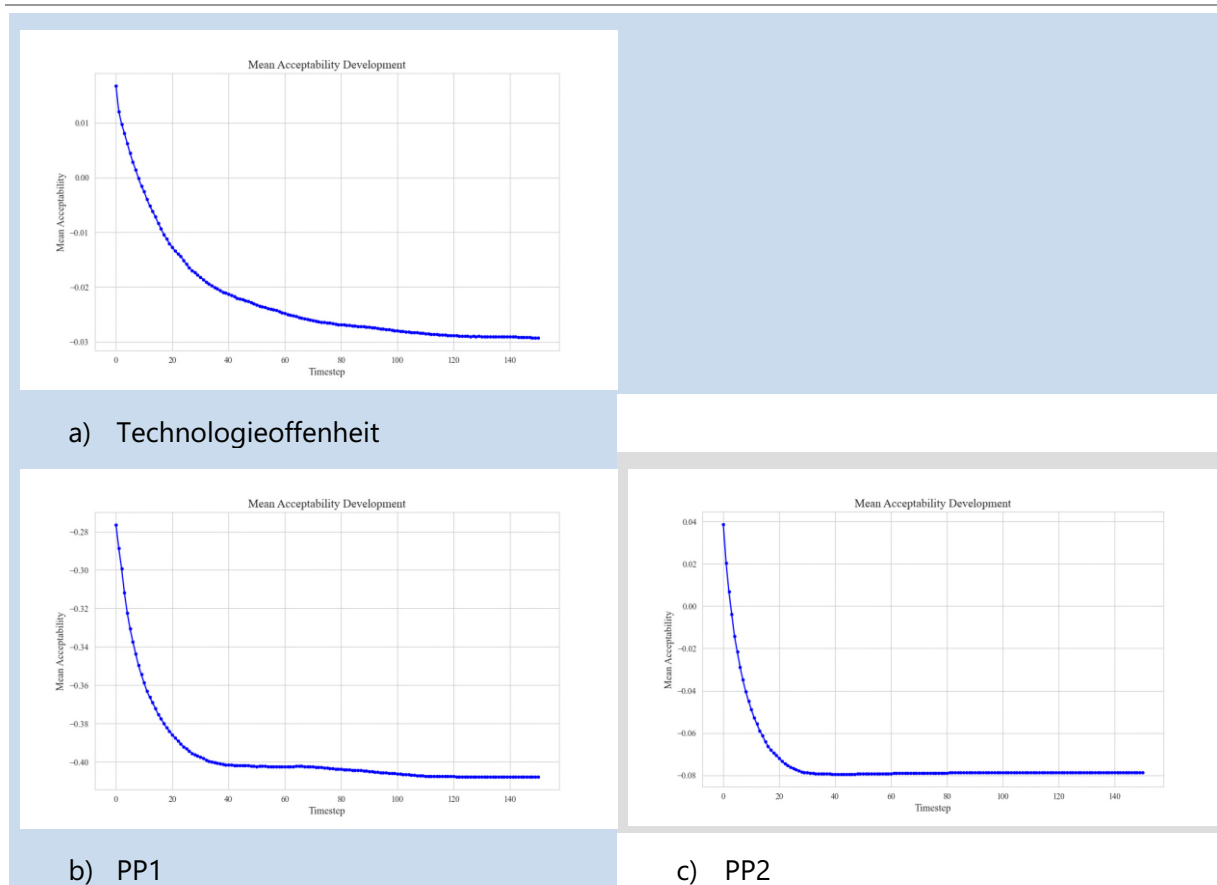 Mean Acceptability Development
Mean Acceptability
0.01
0.00
−0.01
−0.02
−0.03
0 20 40 60 80 100 120 140
Timestep
a) Technologieoffenheit
Mean Acceptability Development
Mean Acceptability
−0.28
−0.30
−0.32
−0.34
−0.36
−0.38
−0.40
0 20 40 60 80 100 120 140
Timestep
b) PP1
Mean Acceptability Development
Mean Acceptability
0.04
0.02
0.00
−0.02
−0.04
−0.06
−0.08
0 20 40 60 80 100 120 140
Timestep
c) PP2